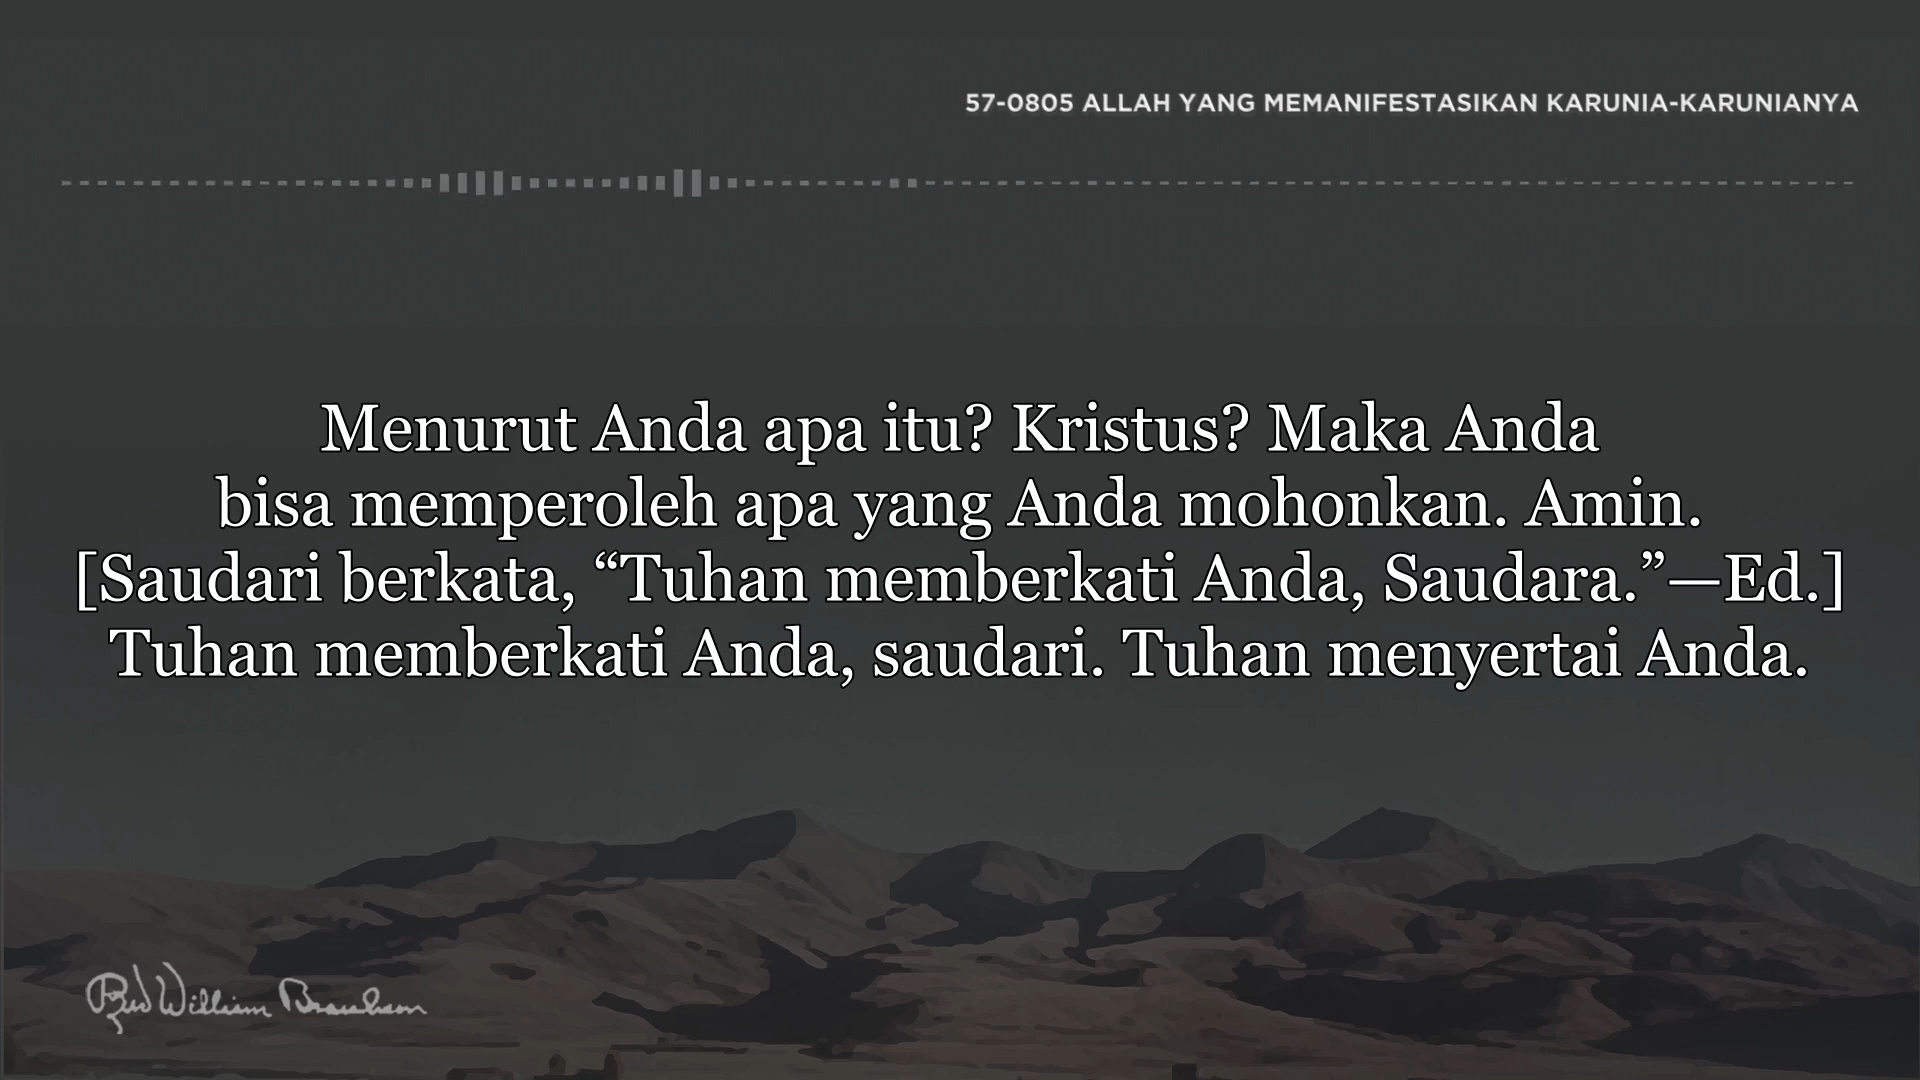 57-0805 ALLAH YANG MEMANIFESTASIKAN KARUNIA-KARUNIANYA
Menurut Anda apa itu? Kristus? Maka Anda
bisa memperoleh apa yang Anda mohonkan. Amin.
[Saudari berkata, “Tuhan memberkati Anda, Saudara.”—Ed.]
Tuhan memberkati Anda, saudari. Tuhan menyertai Anda.
Rev William Branham